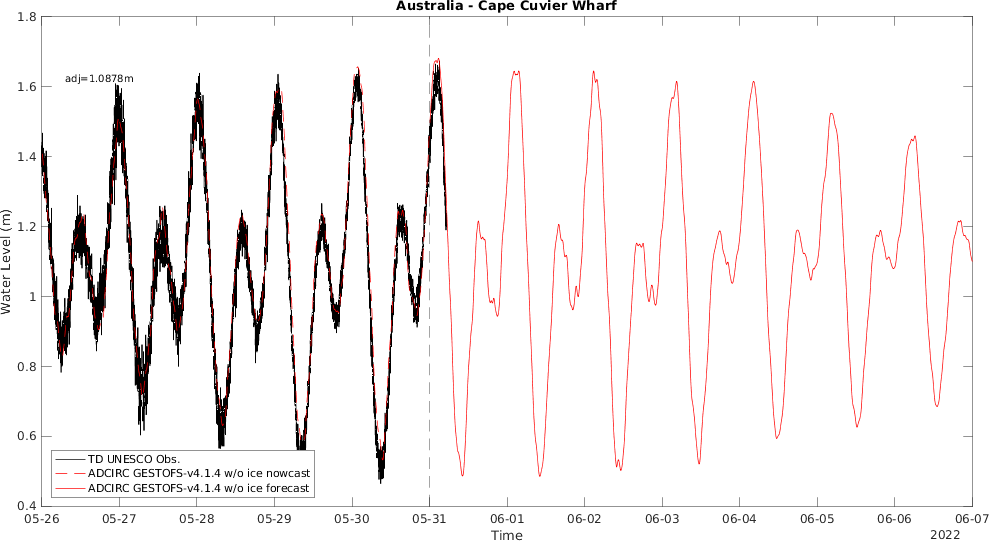 Australia - Cape Cuvier Wharf
1.8
1.6
1.4
1.2
1
0.8
0.6
0.4
Water Level (m)
adj=1.0878m
TD UNESCO Obs.
ADCIRC GESTOFS-v4.1.4 w/o ice nowcast
ADCIRC GESTOFS-v4.1.4 w/o ice forecast
05-26 05-27 05-28 05-29 05-30 05-31 06-01 06-02 06-03 06-04 06-05 06-06 06-07
Time
2022